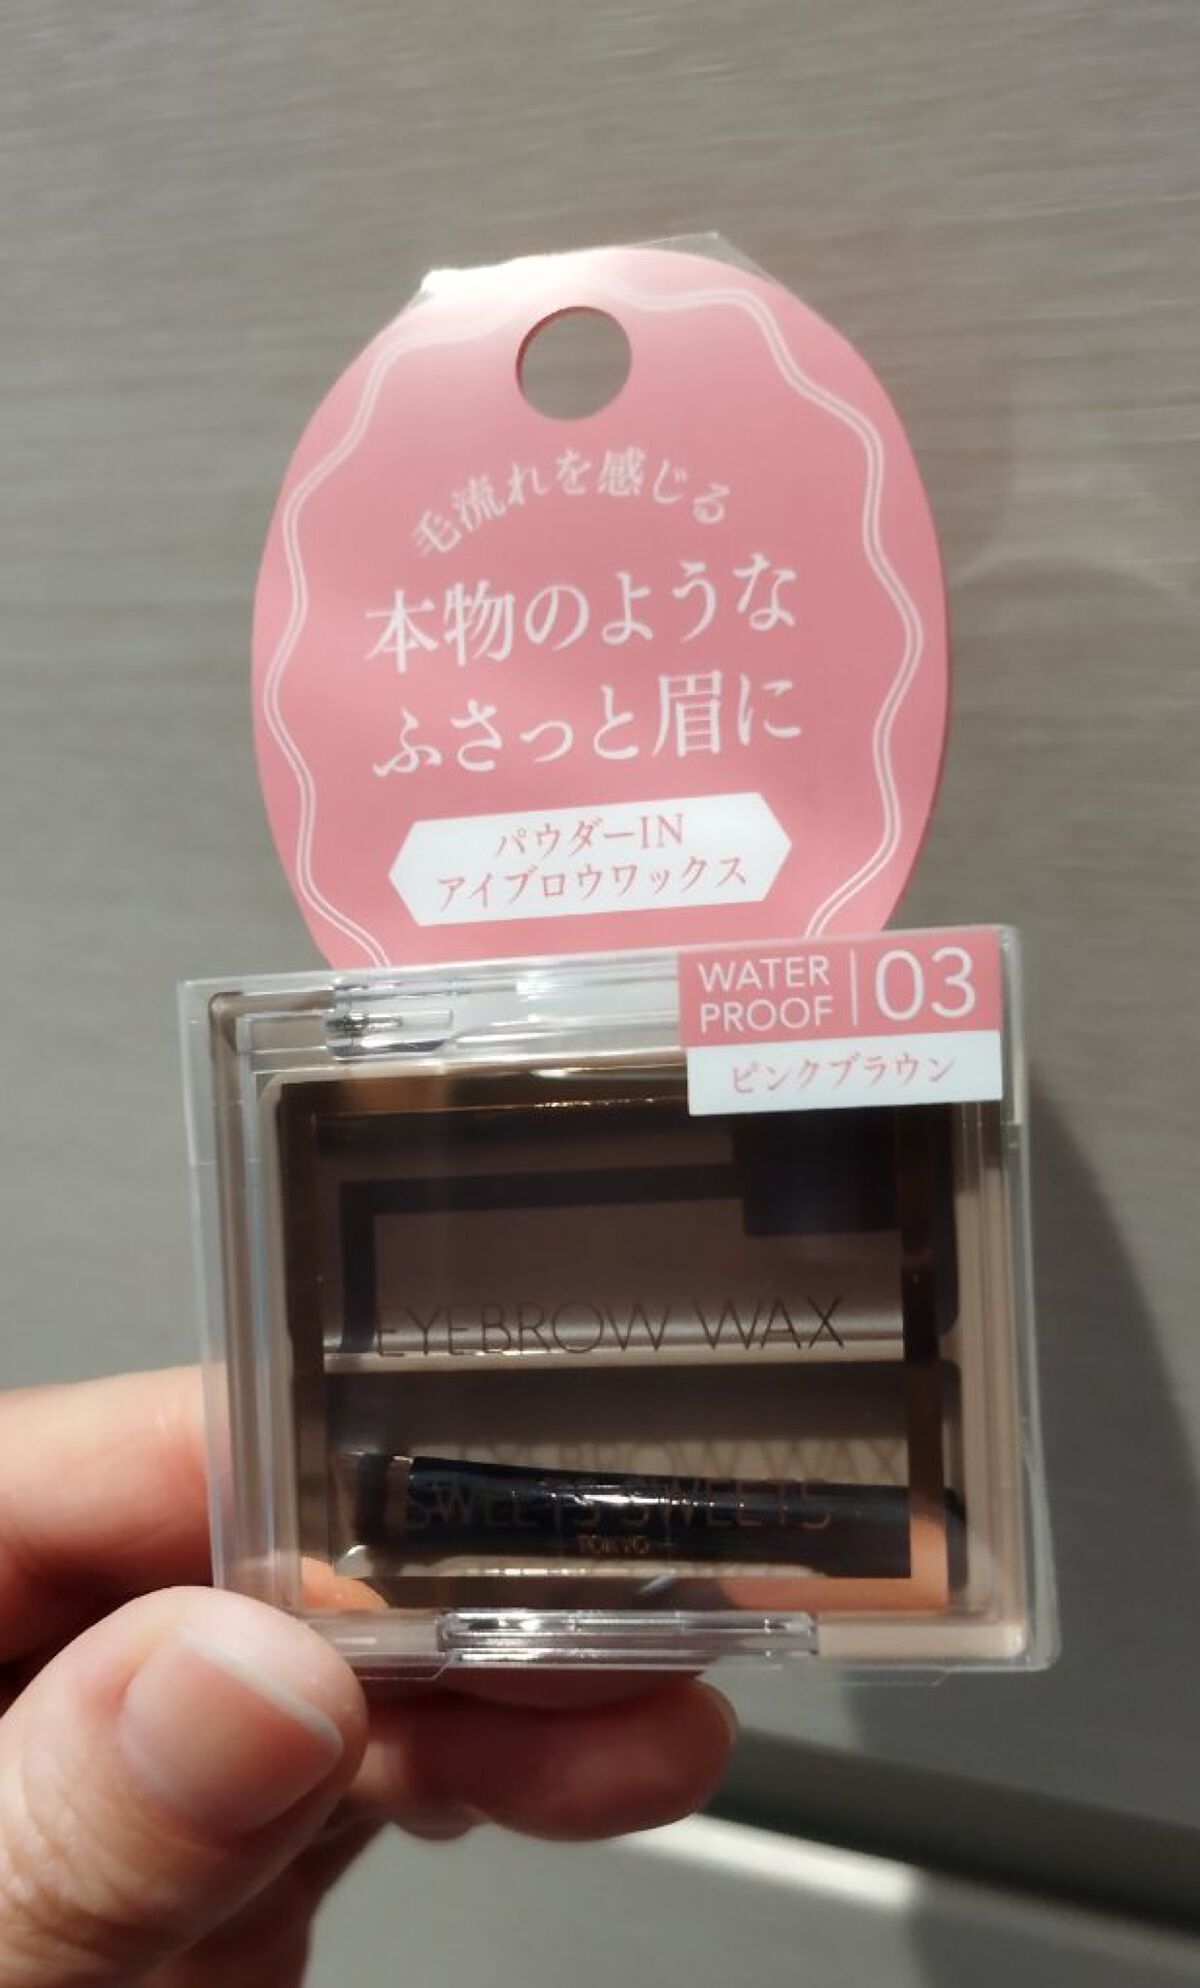 毛流れを感じる
本物のような
ふさっと眉に
パウダーIN
アイブロウワックス
WATER
PROOF
03
ピンクブラウン
EYEBROW WAX
SWEETS SWEETS
TOKYO